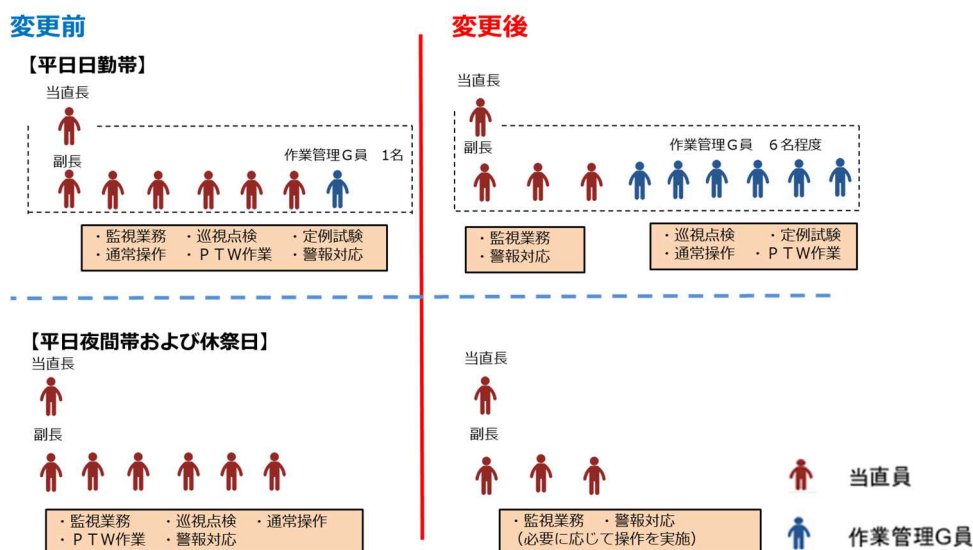 変更前
変更後
【平日日勤帯】
当直長
副長
作業管理G員 1名
・監視業務 ・巡視点検 ・定例試験
・通常操作 ・PTW作業 ・警報対応
当直長
副長
作業管理G員 6名程度
・監視業務
・警報対応
・巡視点検 ・定例試験
・通常操作 ・PTW作業
【平日夜間帯および休祭日】
当直長
副長
・監視業務 ・巡視点検 ・通常操作
・PTW作業 ・警報対応
当直長
副長
・監視業務 ・警報対応
（必要に応じて操作を実施）
当直員
作業管理G員